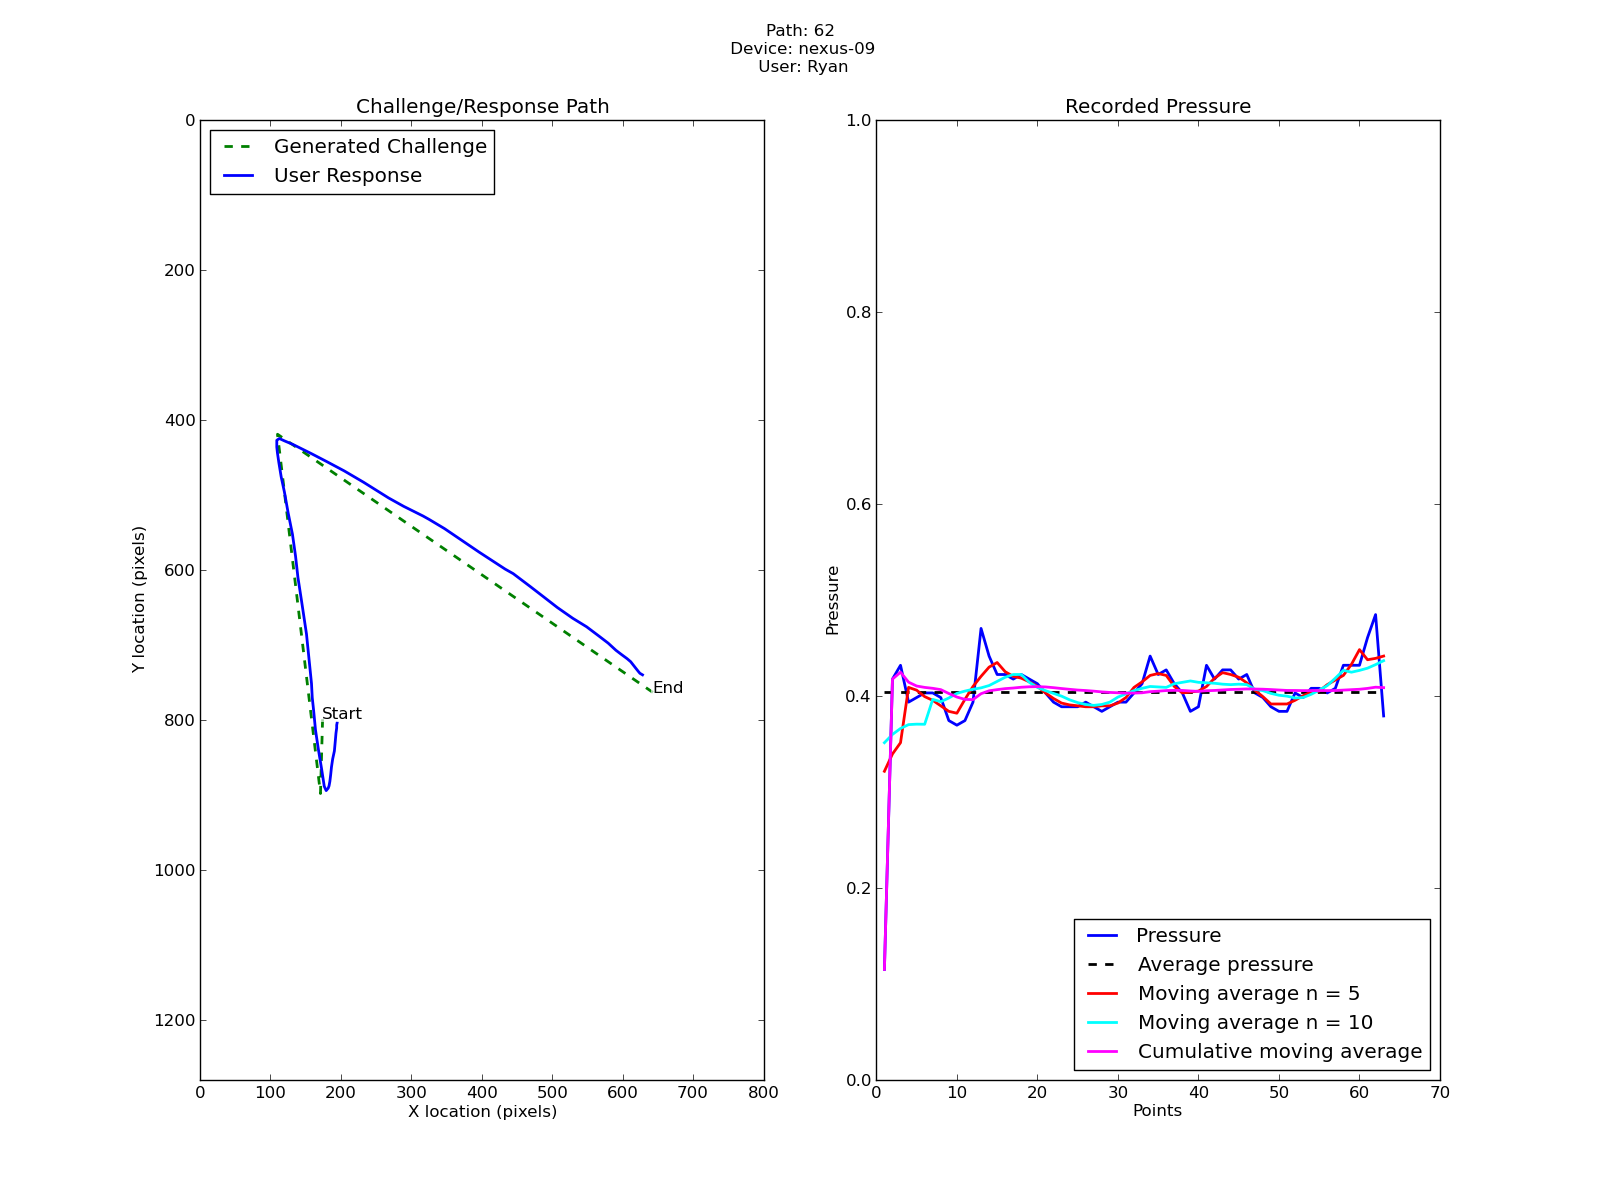 Path: 62
Device: nexus-09
User: Ryan
Challenge/Response Path
Generated Challenge
User Response
0
200
400
600
800
1000
1200
Y location (pixels)
Start
End
0 100 200 300 400 500 600 700 800
X location (pixels)
Recorded Pressure
1.0
0.8
0.6
0.4
0.2
0.0
Pressure
Pressure
Average pressure
Moving average n = 5
Moving average n = 10
Cumulative moving average
0 10 20 30 40 50 60 70
Points